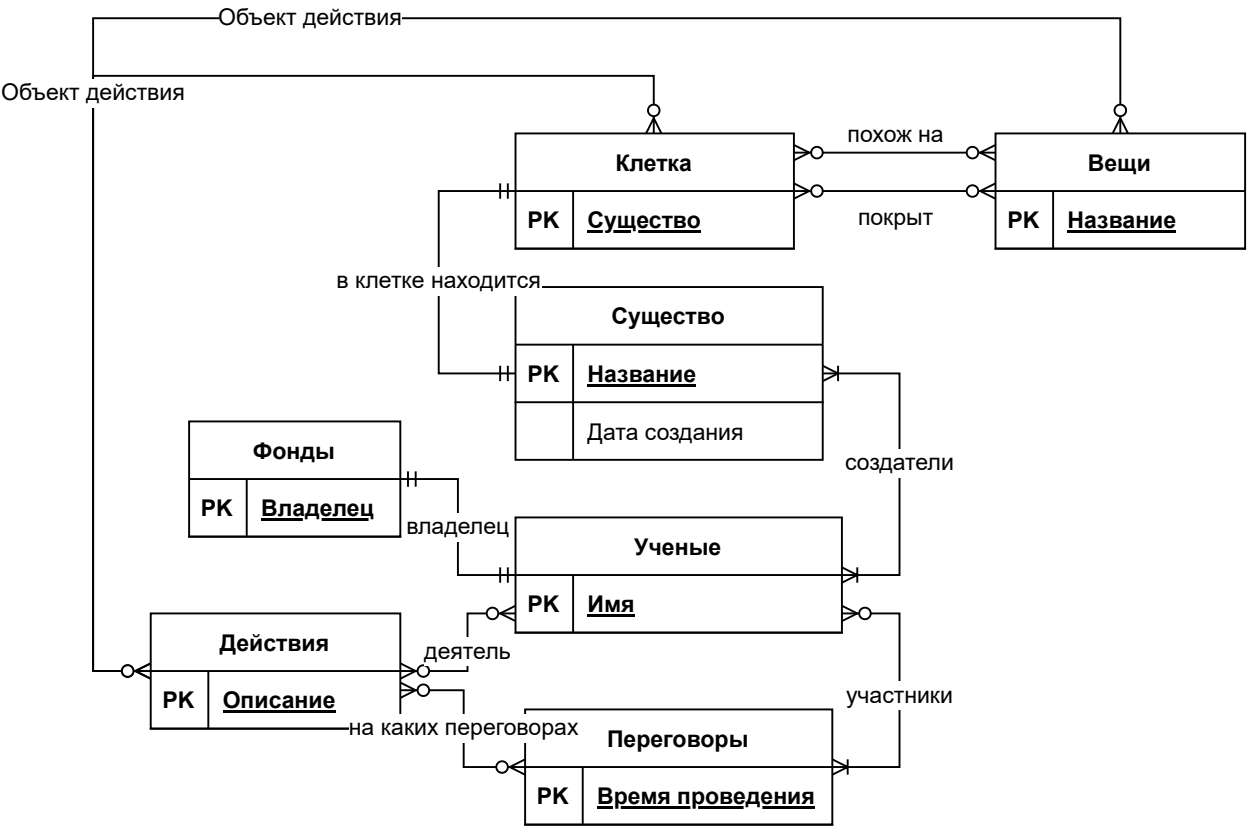 Объект действия
Объект действия
похож на
Клетка
Вещи
PK Существо
PK Название
покрыт
в клетке находится
Существо
PK Название
Дата создания
Фонды
создатели
PK Владелец
владелец
Ученые
PK Имя
Действия
деятель
PK Описание
участники
на каких переговорах
Переговоры
PK Время проведения